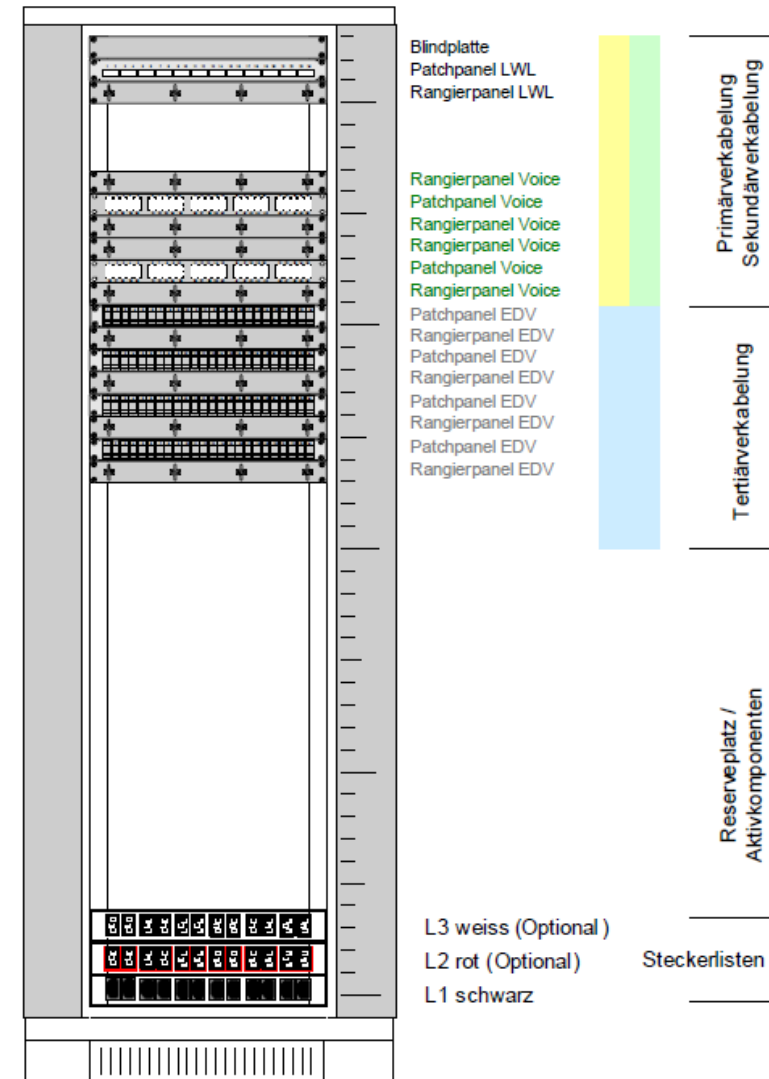 Blindplatte
Patchpanel LWL
Rangierpanel LWL
Rangierpanel Voice
Patchpanel Voice
Rangierpanel Voice
Rangierpanel Voice
Patchpanel Voice
Rangierpanel Voice
Patchpanel EDV
Rangierpanel EDV
Patchpanel EDV
Rangierpanel EDV
Patchpanel EDV
Rangierpanel EDV
Patchpanel EDV
Rangierpanel EDV
Primärverkabelung
Sekundärverkabelung
Tertiärverkabelung
Reserveplatz /
Aktivkomponenten
L3 weiss (Optional)
L2 rot (Optional)
L1 schwarz
Steckerlisten